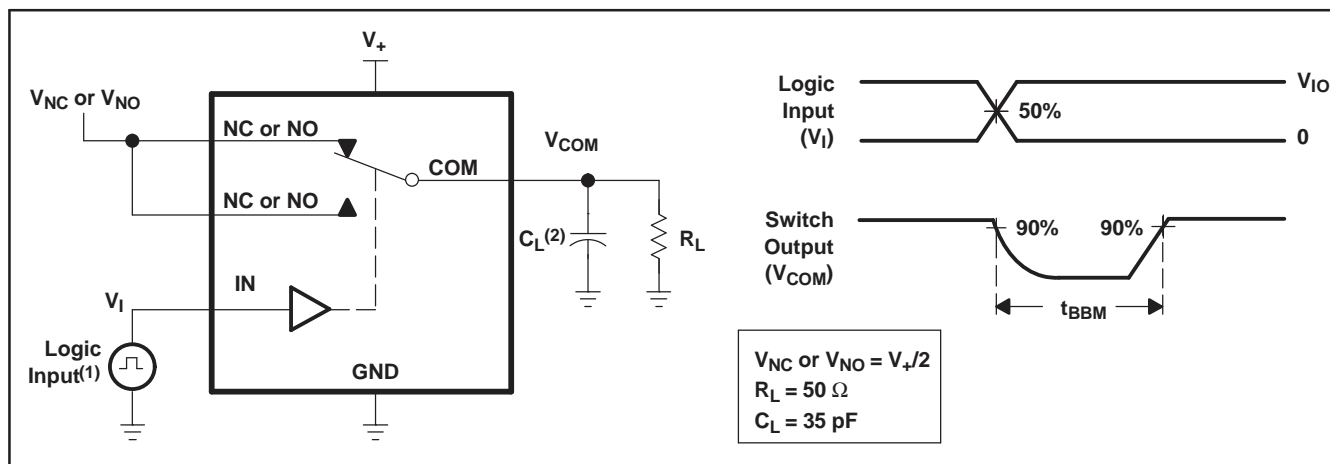 V+
VNC or VNO
NC or NO
COM
NC or NO
VCOM
CL(2)
RL
IN
VI
Logic
Input(1)
GND
Logic
Input
(VI)
50%
VIO
0
Switch
Output
(VCOM)
90%
90%
tBBM
VNC or VNO = V+/2
RL = 50 Ω
CL = 35 pF